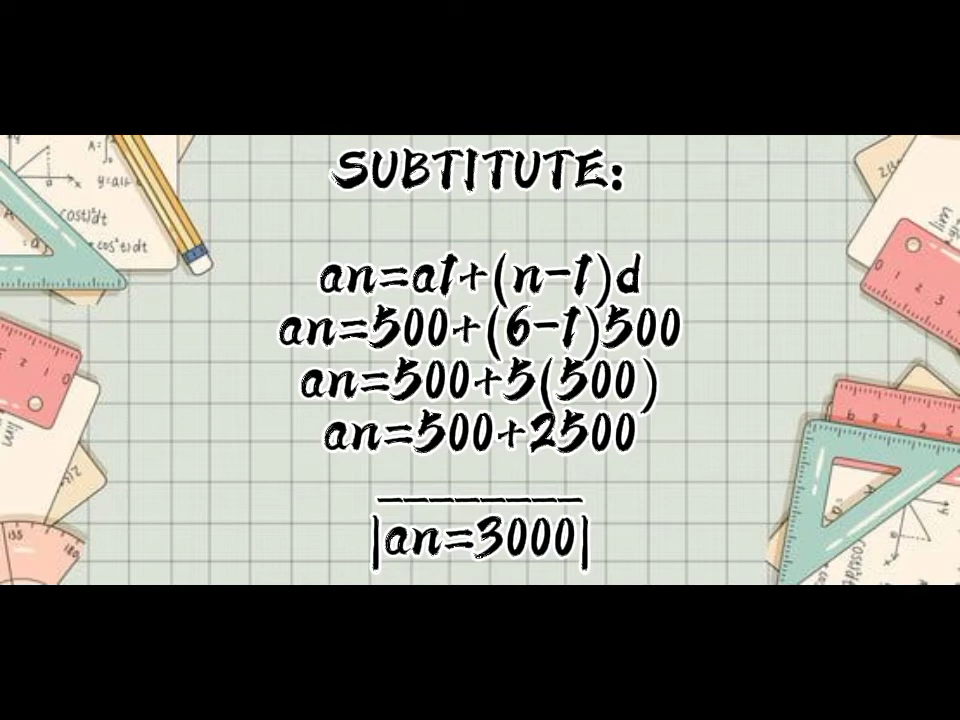 SUBTITUTE:
an=a1+(n-1)d
an=500+(6-1)500
an=500+5(500)
an=500+2500
________
|an=3000|